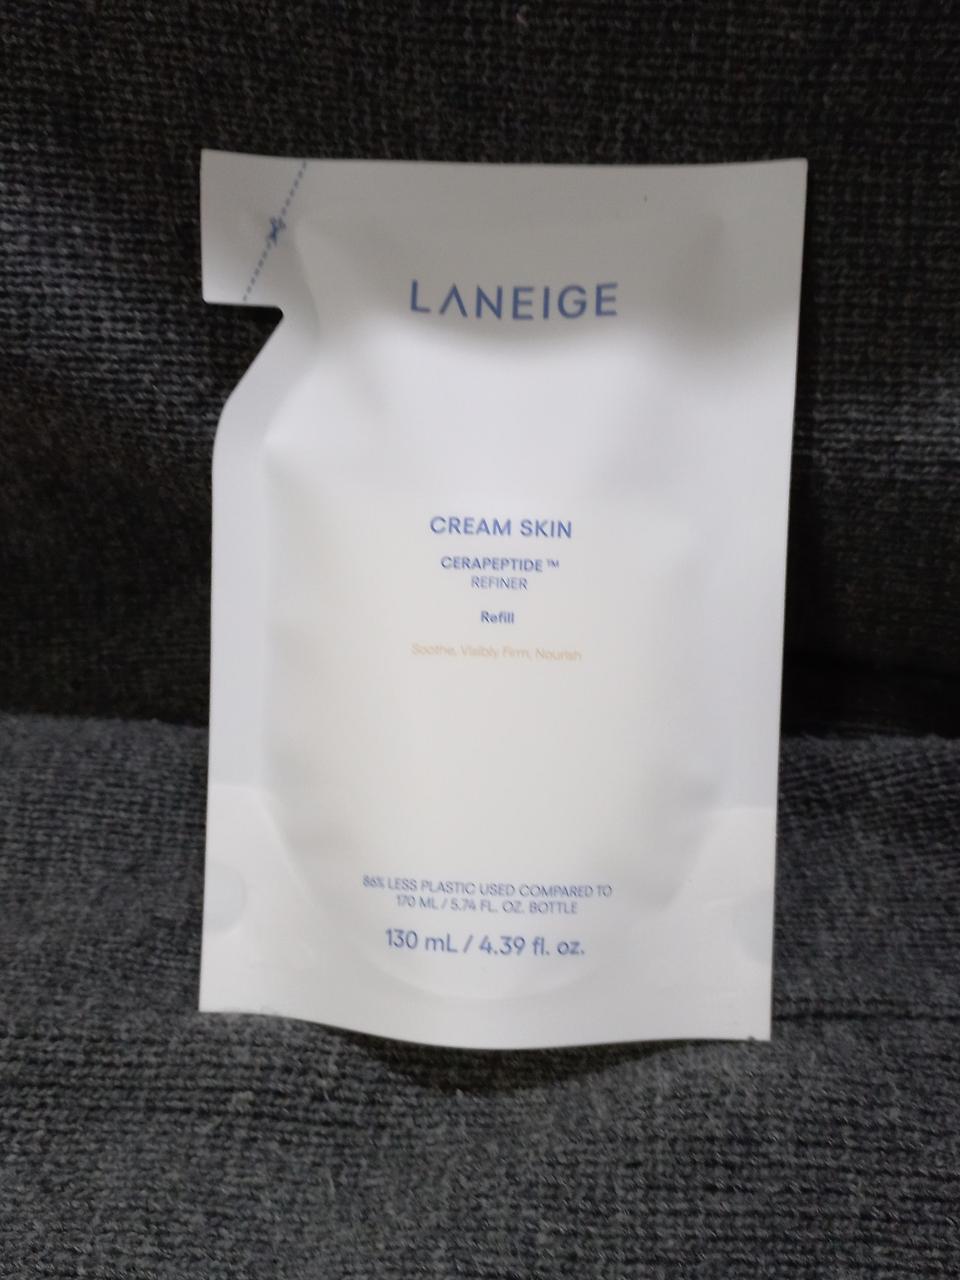 LANEIGE
CREAM SKIN
CERAPEPTIDE™
REFINER
Refill
Soothe, Visibly Firm, Nourish
86% LESS PLASTIC USED COMPARED TO
170 ML / 5.74 FL. OZ. BOTTLE
130 mL / 4.39 fl. oz.